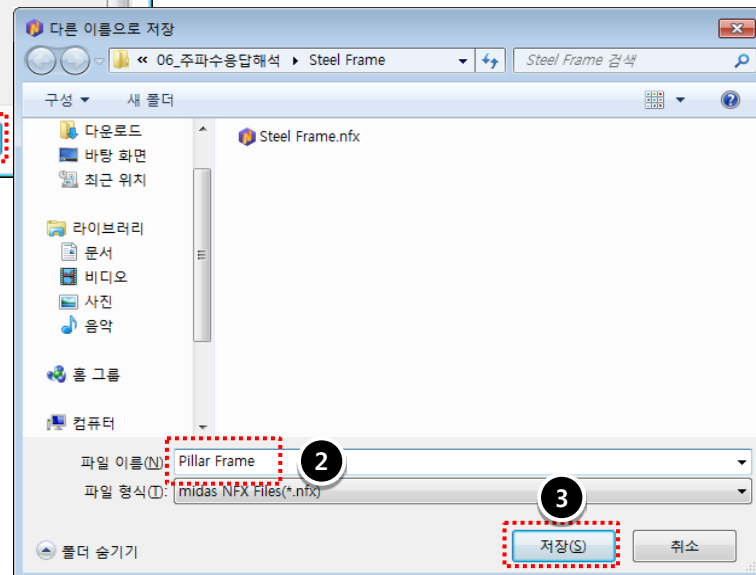 다른 이름으로 저장
« 06_주파수응답해석 ▸ Steel Frame
Steel Frame 검색
구성 새 폴더
다운로드
바탕 화면
최근 위치
라이브러리
문서
비디오
사진
음악
홈 그룹
컴퓨터
Steel Frame.nfx
파일 이름(N): Pillar Frame
2
파일 형식(T): midas NFX Files(*.nfx)
3
폴더 숨기기
저장(S)
취소